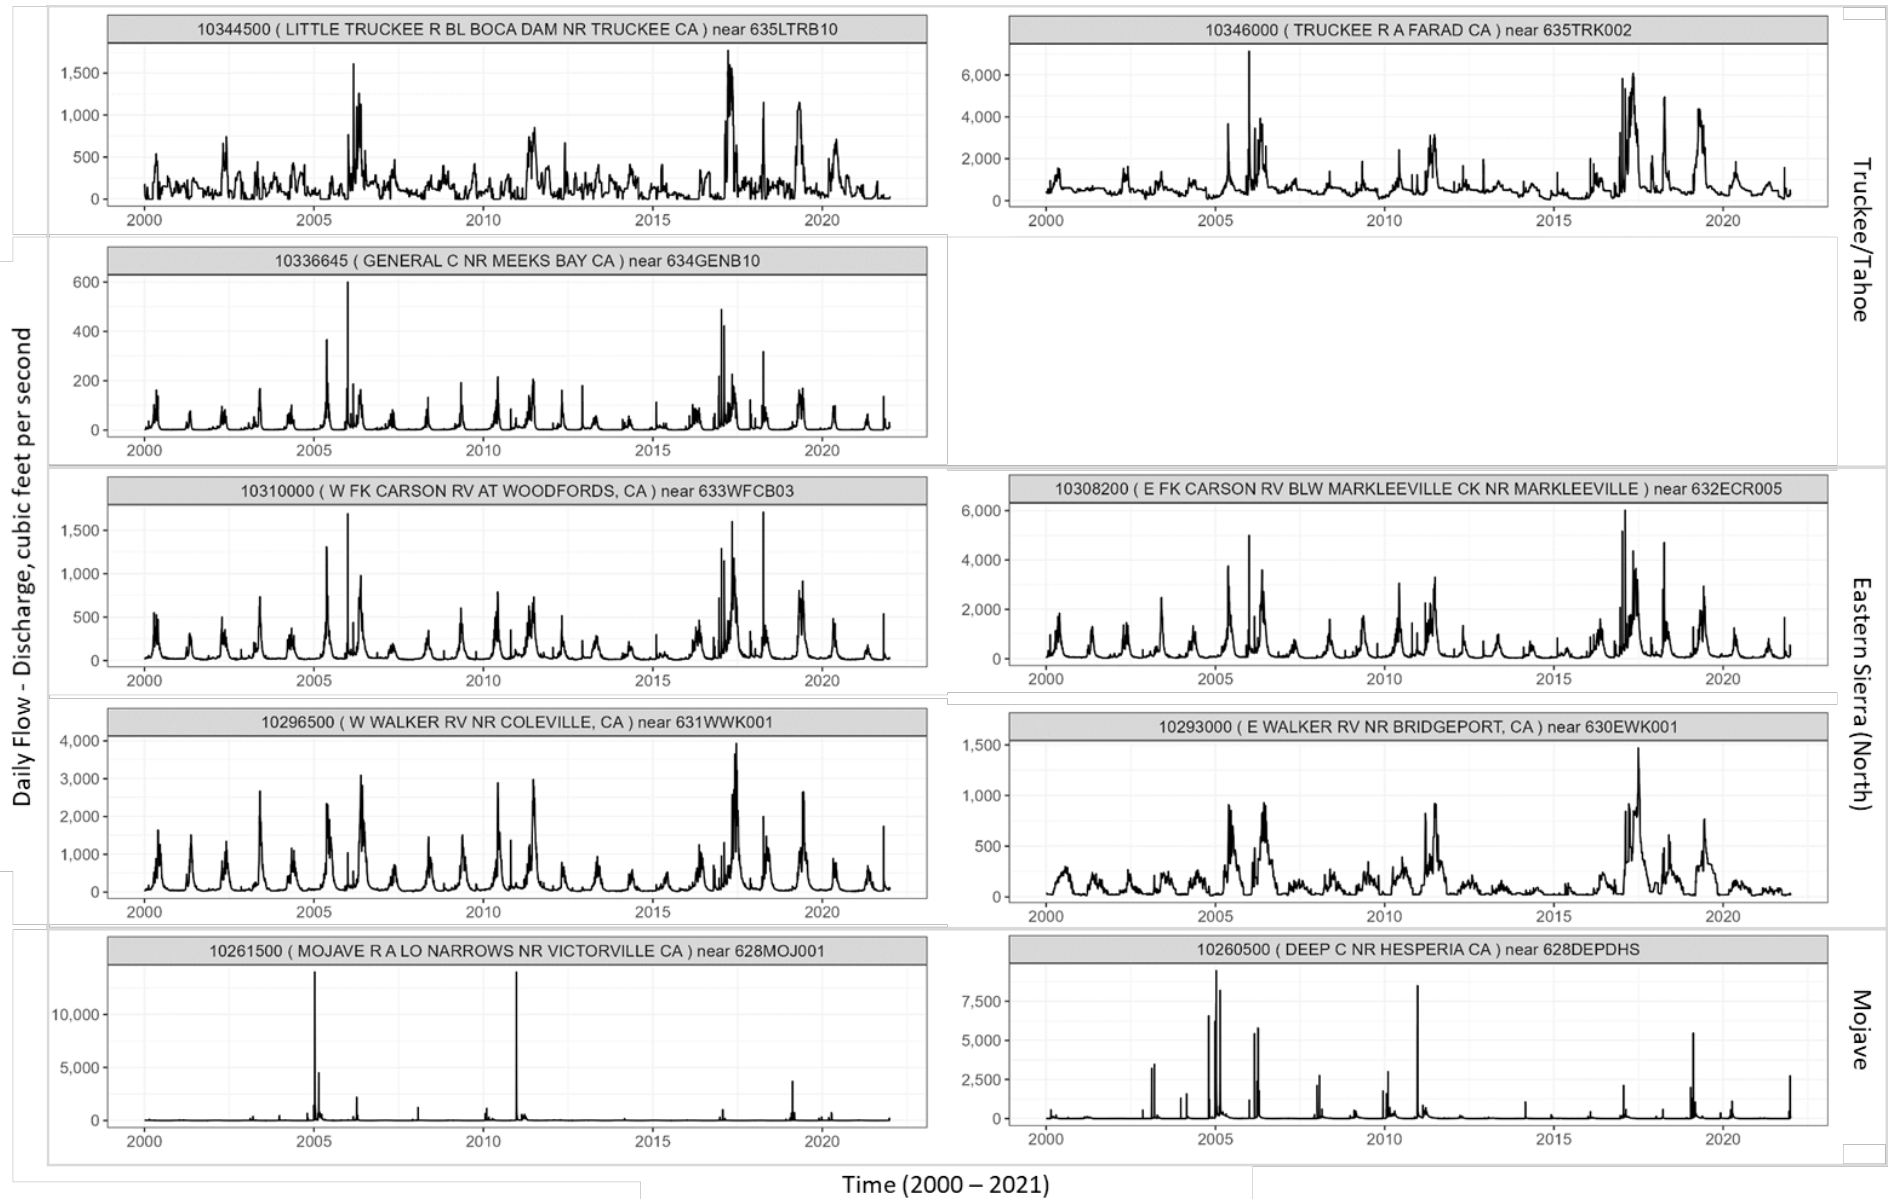 10344500 ( LITTLE TRUCKEE R BL BOCA DAM NR TRUCKEE CA ) near 635LTRB10
1,500
1,000
500
0
2000 2005 2010 2015 2020
10346000 ( TRUCKEE R A FARAD CA ) near 635TRK002
6,000
4,000
2,000
0
2000 2005 2010 2015 2020
Truckee/Tahoe
10336645 ( GENERAL C NR MEEKS BAY CA ) near 634GENB10
600
400
200
0
2000 2005 2010 2015 2020
Daily Flow - Discharge, cubic feet per second
10310000 ( W FK CARSON RV AT WOODFORDS, CA ) near 633WFCB03
1,500
1,000
500
0
2000 2005 2010 2015 2020
10308200 ( E FK CARSON RV BLW MARKLEEVILLE CK NR MARKLEEVILLE ) near 632ECR005
6,000
4,000
2,000
0
2000 2005 2010 2015 2020
Eastern Sierra (North)
10296500 ( W WALKER RV NR COLEVILLE, CA ) near 631WWK001
4,000
3,000
2,000
1,000
0
2000 2005 2010 2015 2020
10293000 ( E WALKER RV NR BRIDGEPORT, CA ) near 630EWK001
1,500
1,000
500
0
2000 2005 2010 2015 2020
10261500 ( MOJAVE R A LO NARROWS NR VICTORVILLE CA ) near 628MOJ001
10,000
5,000
0
2000 2005 2010 2015 2020
10260500 ( DEEP C NR HESPERIA CA ) near 628DEPDHS
7,500
5,000
2,500
0
2000 2005 2010 2015 2020
Mojave
Time (2000 – 2021)